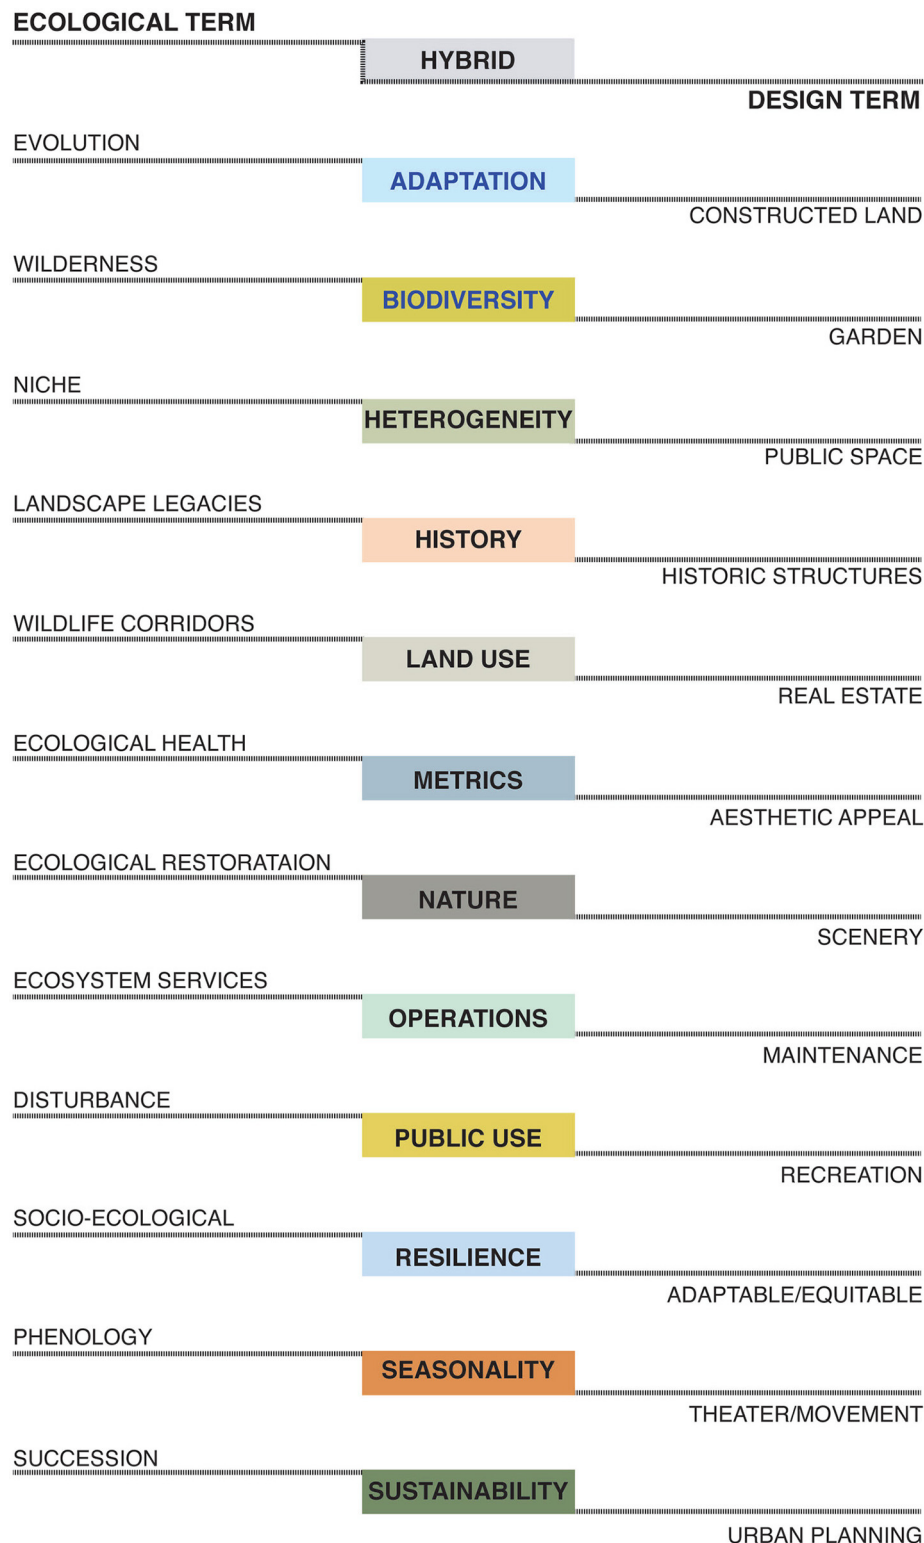 ECOLOGICAL TERM
HYBRID
DESIGN TERM
EVOLUTION
ADAPTATION
CONSTRUCTED LAND
WILDERNESS
BIODIVERSITY
GARDEN
NICHE
HETEROGENEITY
PUBLIC SPACE
LANDSCAPE LEGACIES
HISTORY
HISTORIC STRUCTURES
WILDLIFE CORRIDORS
LAND USE
REAL ESTATE
ECOLOGICAL HEALTH
METRICS
AESTHETIC APPEAL
ECOLOGICAL RESTORATAION
NATURE
SCENERY
ECOSYSTEM SERVICES
OPERATIONS
MAINTENANCE
DISTURBANCE
PUBLIC USE
RECREATION
SOCIO-ECOLOGICAL
RESILIENCE
ADAPTABLE/EQUITABLE
PHENOLOGY
SEASONALITY
THEATER/MOVEMENT
SUCCESSION
SUSTAINABILITY
URBAN PLANNING